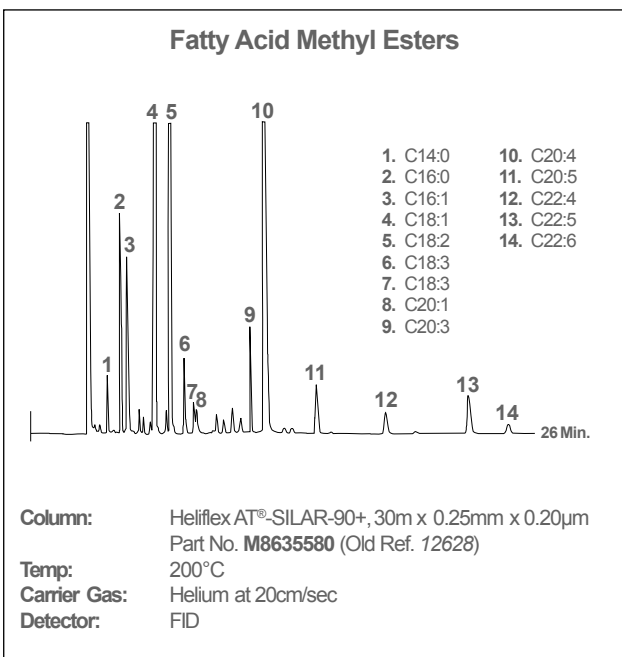 Fatty Acid Methyl Esters
4 5 10
2
3
9
6
1
7
8
11
12
13
14
26 Min.
1. C14:0
2. C16:0
3. C16:1
4. C18:1
5. C18:2
6. C18:3
7. C18:3
8. C20:1
9. C20:3
10. C20:4
11. C20:5
12. C22:4
13. C22:5
14. C22:6
Column: Heliflex AT®-SILAR-90+, 30m x 0.25mm x 0.20µm
Part No. M8635580 (Old Ref. 12628)
Temp: 200°C
Carrier Gas: Helium at 20cm/sec
Detector: FID